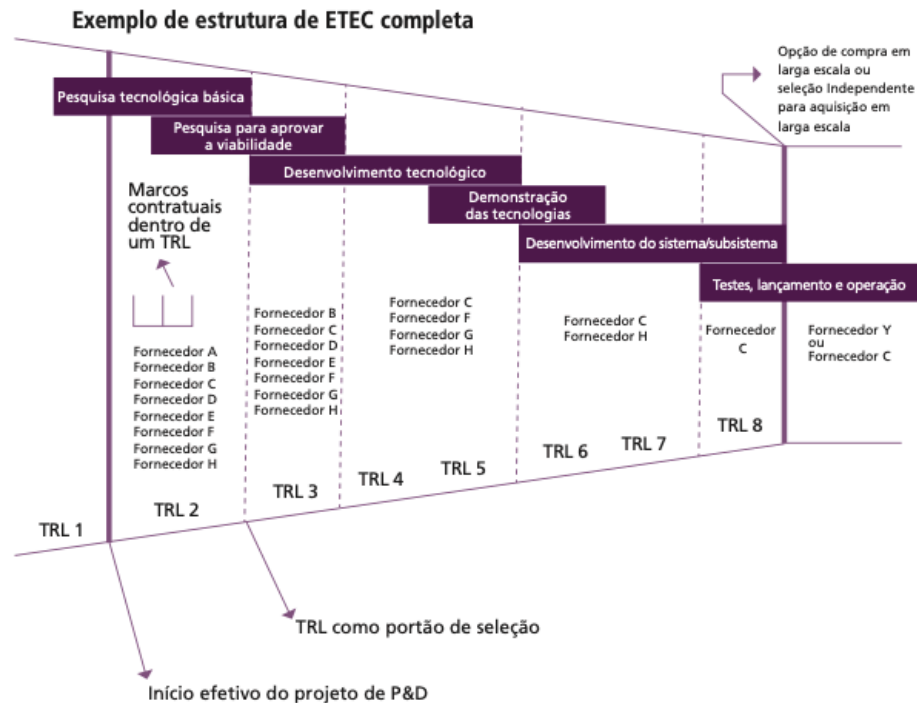 Exemplo de estrutura de ETEC completa
Opção de compra em
larga escala ou
seleção Independente
para aquisição em
larga escala
Pesquisa tecnológica básica
Pesquisa para aprovar
a viabilidade
Desenvolvimento tecnológico
Demonstração
das tecnologias
Desenvolvimento do sistema/subsistema
Testes, lançamento e operação
Marcos
contratuais
dentro de
um TRL
Fornecedor A
Fornecedor B
Fornecedor C
Fornecedor D
Fornecedor E
Fornecedor F
Fornecedor G
Fornecedor H
Fornecedor B
Fornecedor C
Fornecedor D
Fornecedor E
Fornecedor F
Fornecedor G
Fornecedor H
Fornecedor C
Fornecedor F
Fornecedor G
Fornecedor H
Fornecedor C
Fornecedor H
Fornecedor
C
Fornecedor Y
ou
Fornecedor C
TRL 1
TRL 2
TRL 3
TRL 4
TRL 5
TRL 6
TRL 7
TRL 8
TRL como portão de seleção
Início efetivo do projeto de P&D